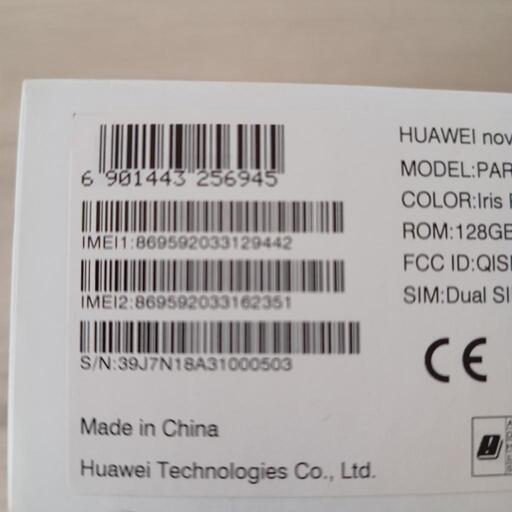 6 901443 256945
IMEI1:869592033129442
IMEI2:869592033162351
S/N:39J7N18A31000503
Made in China
Huawei Technologies Co., Ltd.
HUAWEI nov
MODEL:PAR
COLOR:Iris
ROM:128GB
FCC ID:QISI
SIM:Dual SI
CE